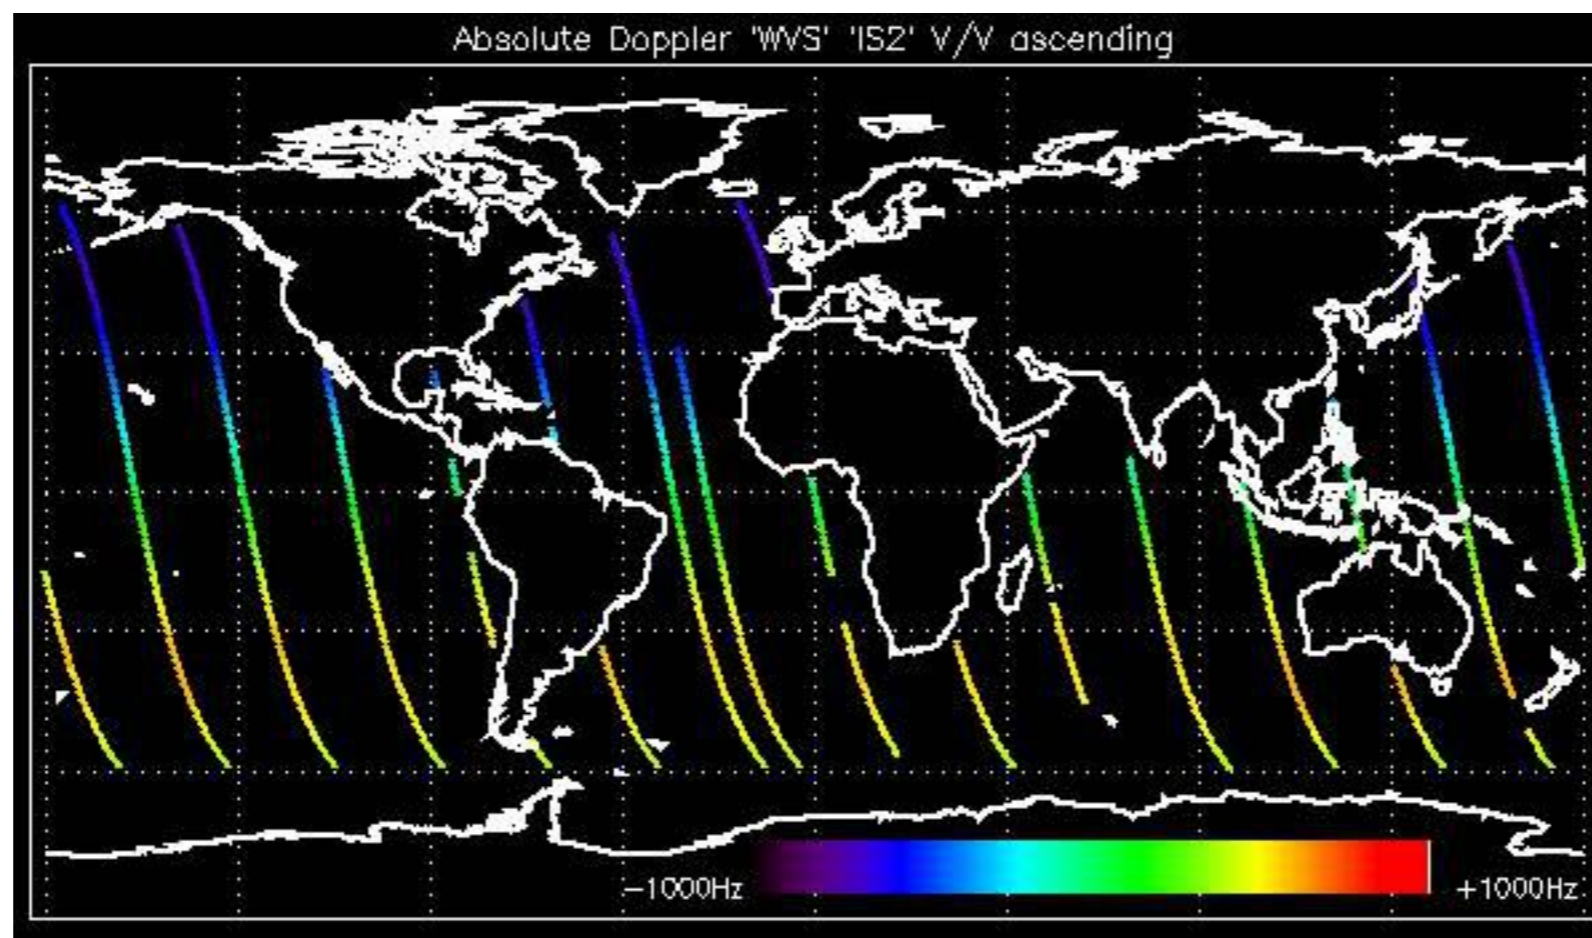 Absolute Doppler 'WVS' 'IS2' V/V ascending
−1000Hz +1000Hz